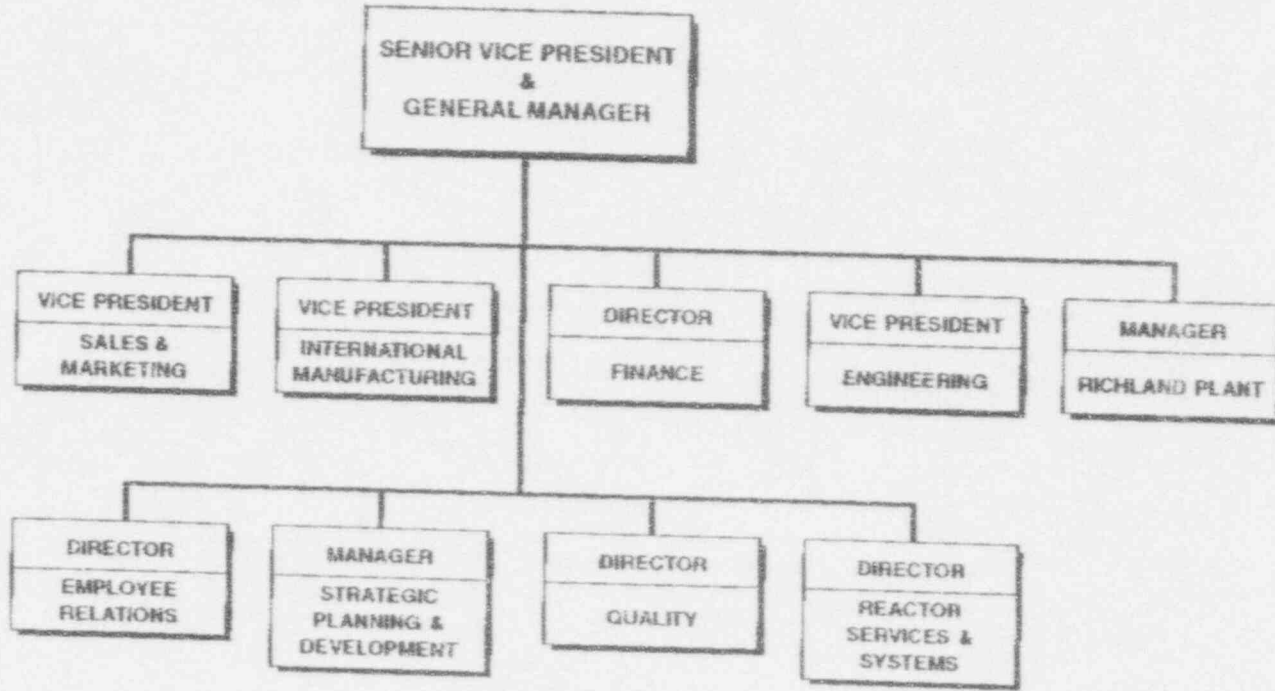 SENIOR VICE PRESIDENT
&
GENERAL MANAGER
VICE PRESIDENT
SALES &
MARKETING
VICE PRESIDENT
INTERNATIONAL
MANUFACTURING
DIRECTOR
FINANCE
VICE PRESIDENT
ENGINEERING
MANAGER
RICHLAND PLANT
DIRECTOR
EMPLOYEE
RELATIONS
MANAGER
STRATEGIC
PLANNING &
DEVELOPMENT
DIRECTOR
QUALITY
DIRECTOR
REACTOR
SERVICES &
SYSTEMS